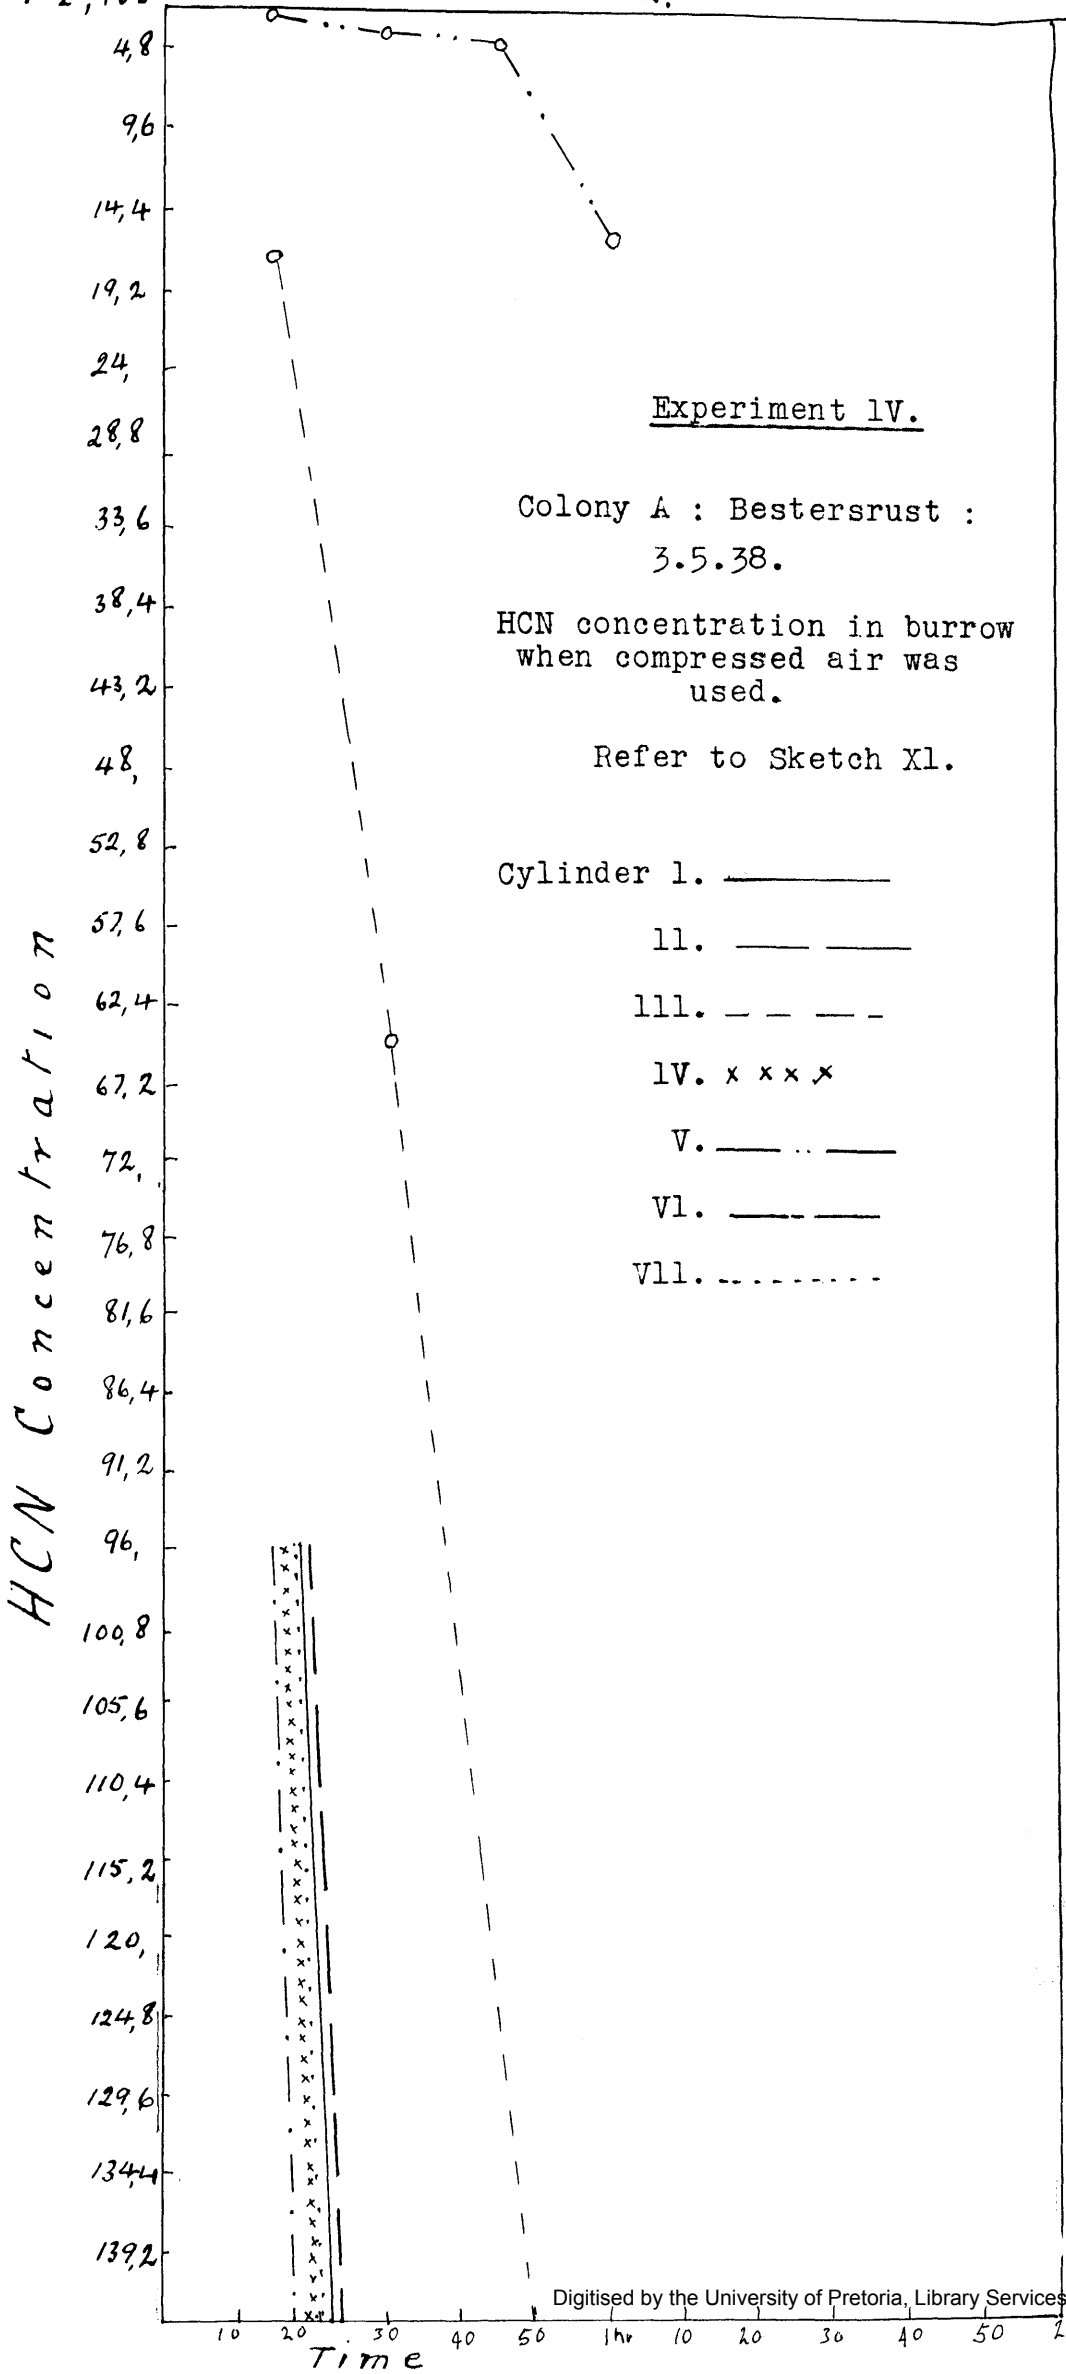 4,8
9,6
14,4
19,2
24,
28,8
33,6
38,4
43,2
48,
52,8
57,6
62,4
67,2
72,
76,8
81,6
86,4
91,2
96,
100,8
105,6
110,4
115,2
120,
124,8
129,6
134,4
139,2
HCN Concentration
Experiment 1V.
Colony A : Bestersrust :
3.5.38.
HCN concentration in burrow
when compressed air was
used.
Refer to Sketch X1.
Cylinder 1.
11.
111.
1V. x x x x
V.
V1.
V11.
Digitised by the University of Pretoria, Library Services
10 20 30 40 50 1hr 10 20 30 40 50 2
Time